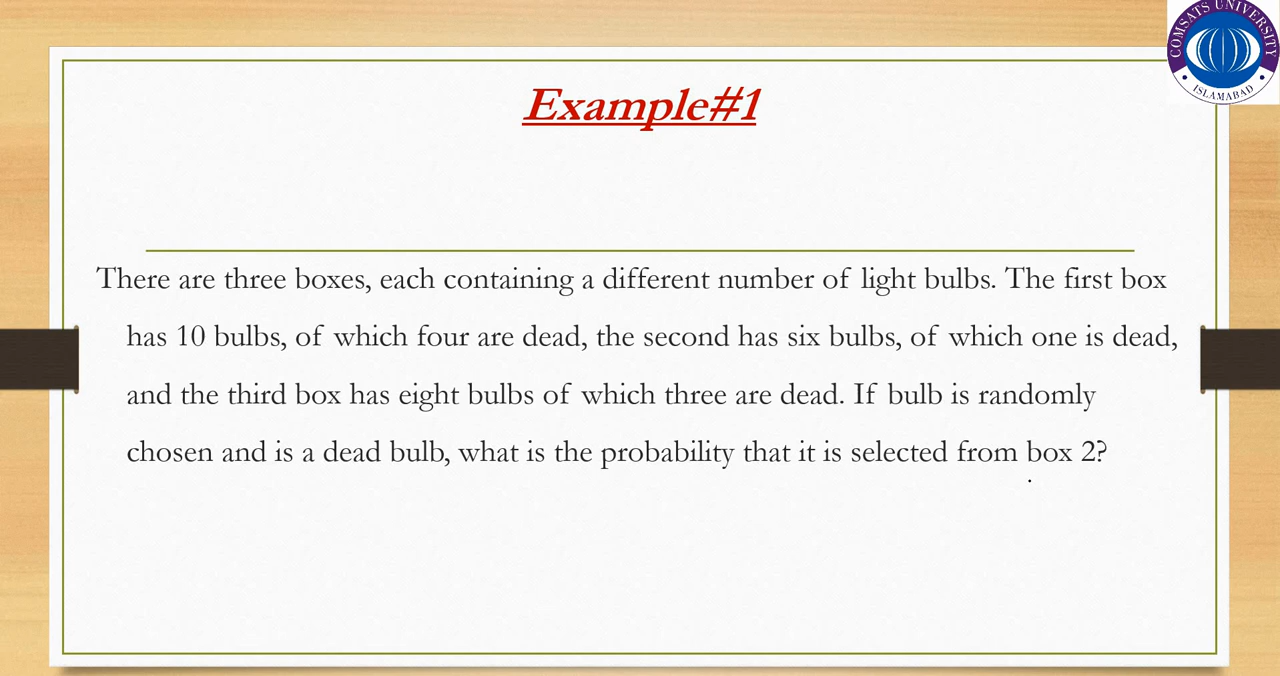 COMSATS UNIVERSITY
ISLAMABAD
Example#1
There are three boxes, each containing a different number of light bulbs. The first box
has 10 bulbs, of which four are dead, the second has six bulbs, of which one is dead,
and the third box has eight bulbs of which three are dead. If bulb is randomly
chosen and is a dead bulb, what is the probability that it is selected from box 2?
.